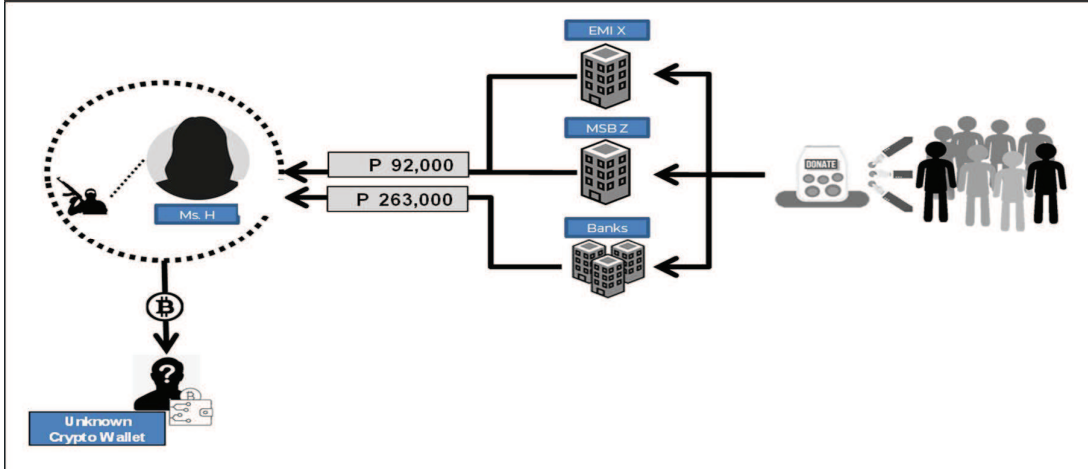 EMI X
MSB Z
P 92,000
P 263,000
Banks
DONATE
Ms. H
Unknown
Crypto Wallet